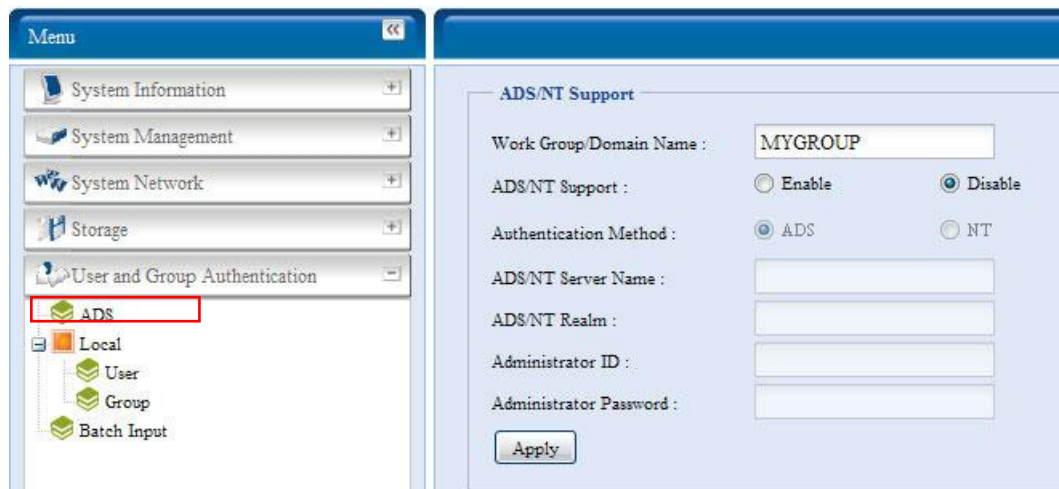 Menu
System Information
System Management
System Network
Storage
User and Group Authentication
ADS
Local
User
Group
Batch Input
ADS/NT Support
Work Group/Domain Name : MYGROUP
ADS/NT Support : Enable Disable
Authentication Method : ADS NT
ADS/NT Server Name :
ADS/NT Realm :
Administrator ID :
Administrator Password :
Apply